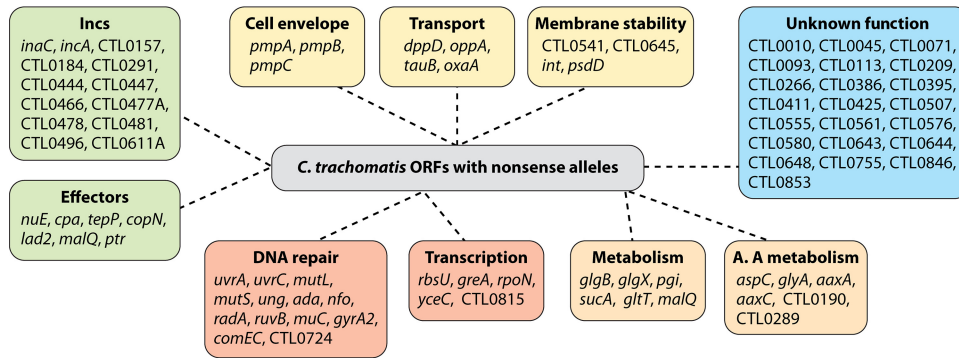 Incs
inaC, incA, CTL0157,
CTL0184, CTL0291,
CTL0444, CTL0447,
CTL0466, CTL0477A,
CTL0478, CTL0481,
CTL0496, CTL0611A
Cell envelope
pmpA, pmpB,
pmpC
Transport
dppD, oppA,
tauB, oxaA
Membrane stability
CTL0541, CTL0645,
int, psdD
Unknown function
CTL0010, CTL0045, CTL0071,
CTL0093, CTL0113, CTL0209,
CTL0266, CTL0386, CTL0395,
CTL0411, CTL0425, CTL0507,
CTL0555, CTL0561, CTL0576,
CTL0580, CTL0643, CTL0644,
CTL0648, CTL0755, CTL0846,
CTL0853
C. trachomatis ORFs with nonsense alleles
Effectors
nuE, cpa, tepP, copN,
lad2, malQ, ptr
DNA repair
uvrA, uvrC, mutL,
mutS, ung, ada, nfo,
radA, ruvB, muC, gyrA2,
comEC, CTL0724
Transcription
rbsU, greA, rpoN,
yceC, CTL0815
Metabolism
glgB, glgX, pgi,
sucA, gltT, malQ
A. A metabolism
aspC, glyA, aaxA,
aaxC, CTL0190,
CTL0289